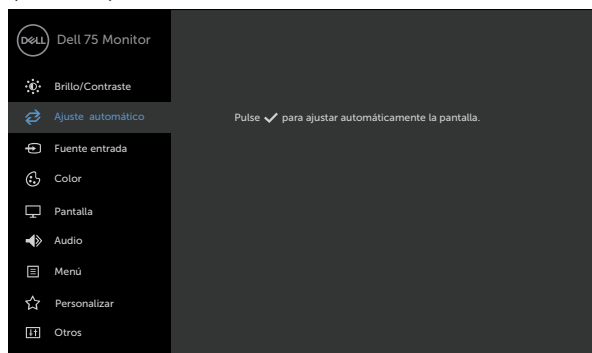 DELL
Dell 75 Monitor
Brillo/Contraste
Ajuste automático
Pulse ✓ para ajustar automáticamente la pantalla.
Fuente entrada
Color
Pantalla
Audio
Menú
Personalizar
Otros